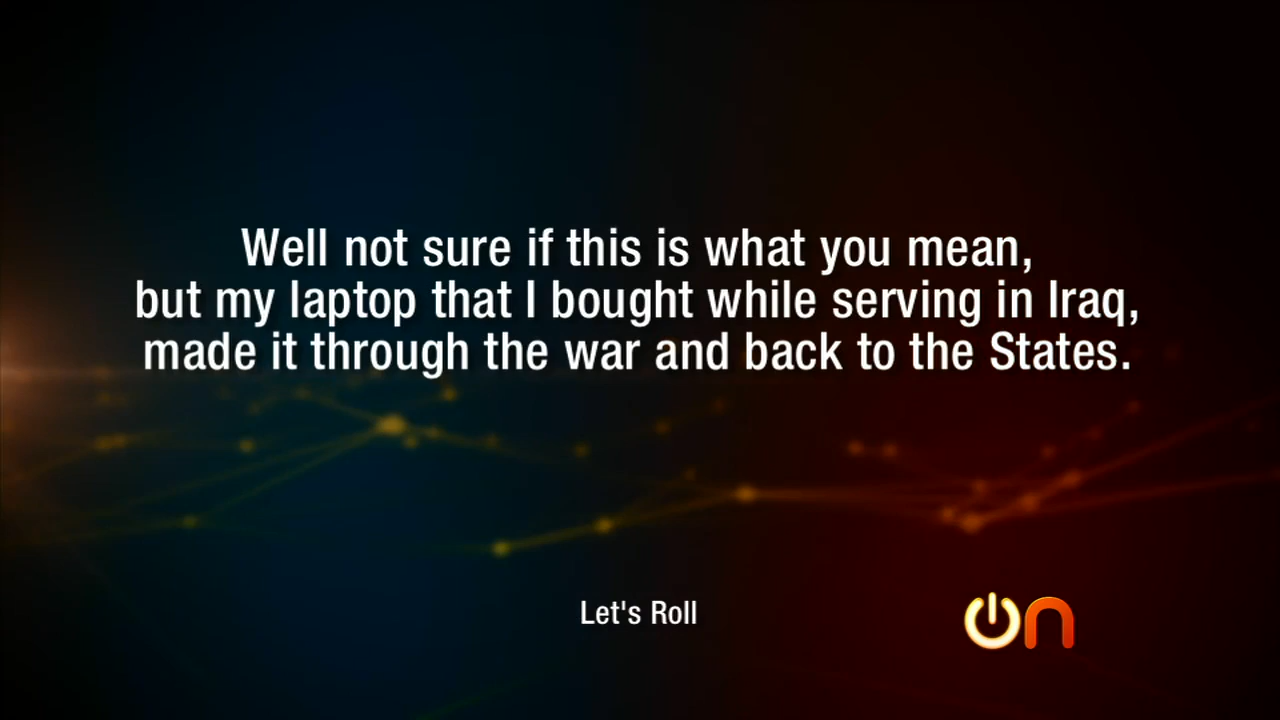 Well not sure if this is what you mean,
but my laptop that I bought while serving in Iraq,
made it through the war and back to the States.
Let's Roll
on